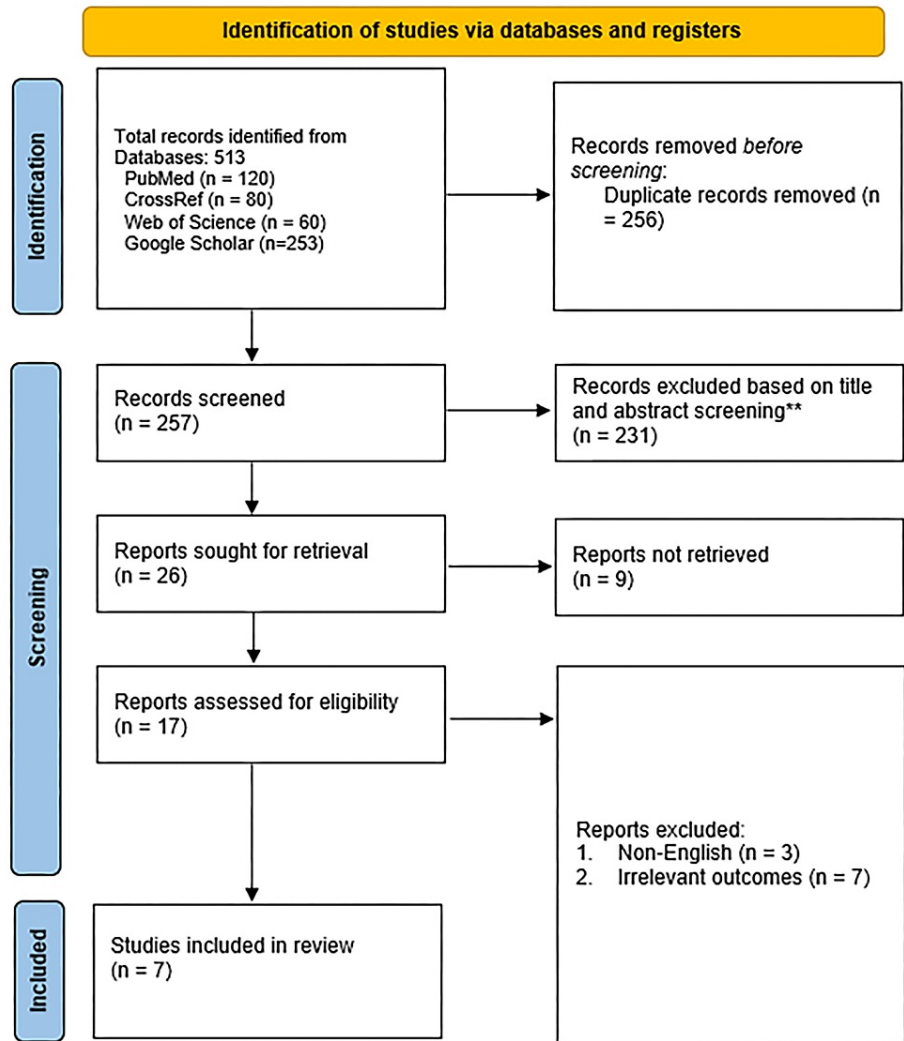 Identification of studies via databases and registers
Identification
Total records identified from
Databases: 513
PubMed (n = 120)
CrossRef (n = 80)
Web of Science (n = 60)
Google Scholar (n=253)
Records removed before
screening:
Duplicate records removed (n
= 256)
Screening
Records screened
(n = 257)
Records excluded based on title
and abstract screening**
(n = 231)
Reports sought for retrieval
(n = 26)
Reports not retrieved
(n = 9)
Reports assessed for eligibility
(n = 17)
Reports excluded:
1. Non-English (n = 3)
2. Irrelevant outcomes (n = 7)
Included
Studies included in review
(n = 7)